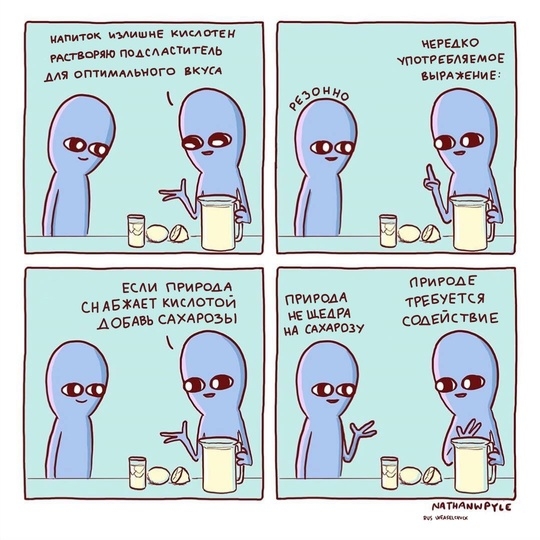 НАПИТОК ИЗЛИШНЕ КИСЛОТЕН
РАСТВОРЯЮ ПОДСЛАСТИТЕЛЬ
ДЛЯ ОПТИМАЛЬНОГО ВКУСА
РЕЗОННО
НЕРЕДКО
УПОТРЕБЛЯЕМОЕ
ВЫРАЖЕНИЕ:
ЕСЛИ ПРИРОДА
СНАБЖАЕТ КИСЛОТОЙ
ДОБАВЬ САХАРОЗЫ
ПРИРОДА
НЕ ЩЕДРА
НА САХАРОЗУ
ПРИРОДЕ
ТРЕБУЕТСЯ
СОДЕЙСТВИЕ
NATHANWPYLE